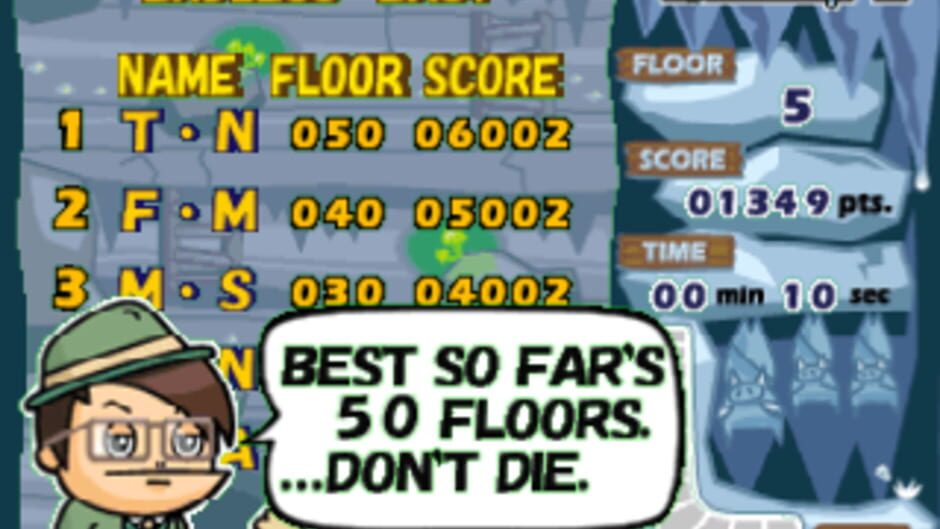 NAME FLOOR SCORE
1 T・N 050 06002
2 F・M 040 05002
3 M・S 030 04002
N
BEST SO FAR'S
50 FLOORS.
...DON'T DIE.
FLOOR
5
SCORE
01349 pts.
TIME
00 min 10 sec